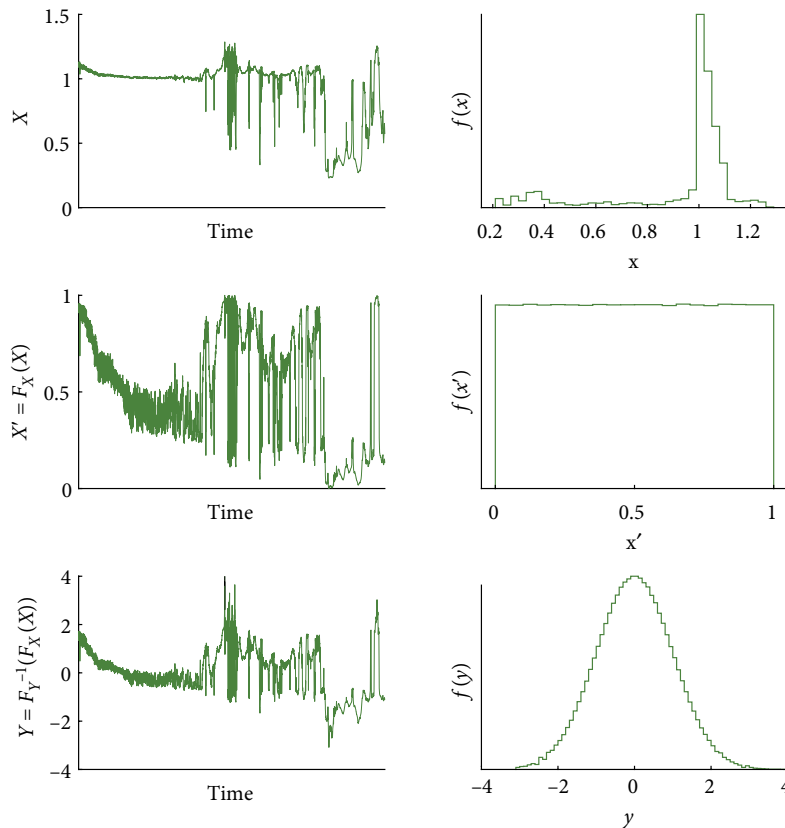 1.5
1
0.5
0
X
Time
f(x)
0.2 0.4 0.6 0.8 1 1.2
x
1
0.5
0
X′ = F_X(X)
Time
f(x′)
0 0.5 1
x′
4
2
0
−2
−4
Y = F_Y⁻¹(F_X(X))
Time
f(y)
−4 −2 0 2 4
y